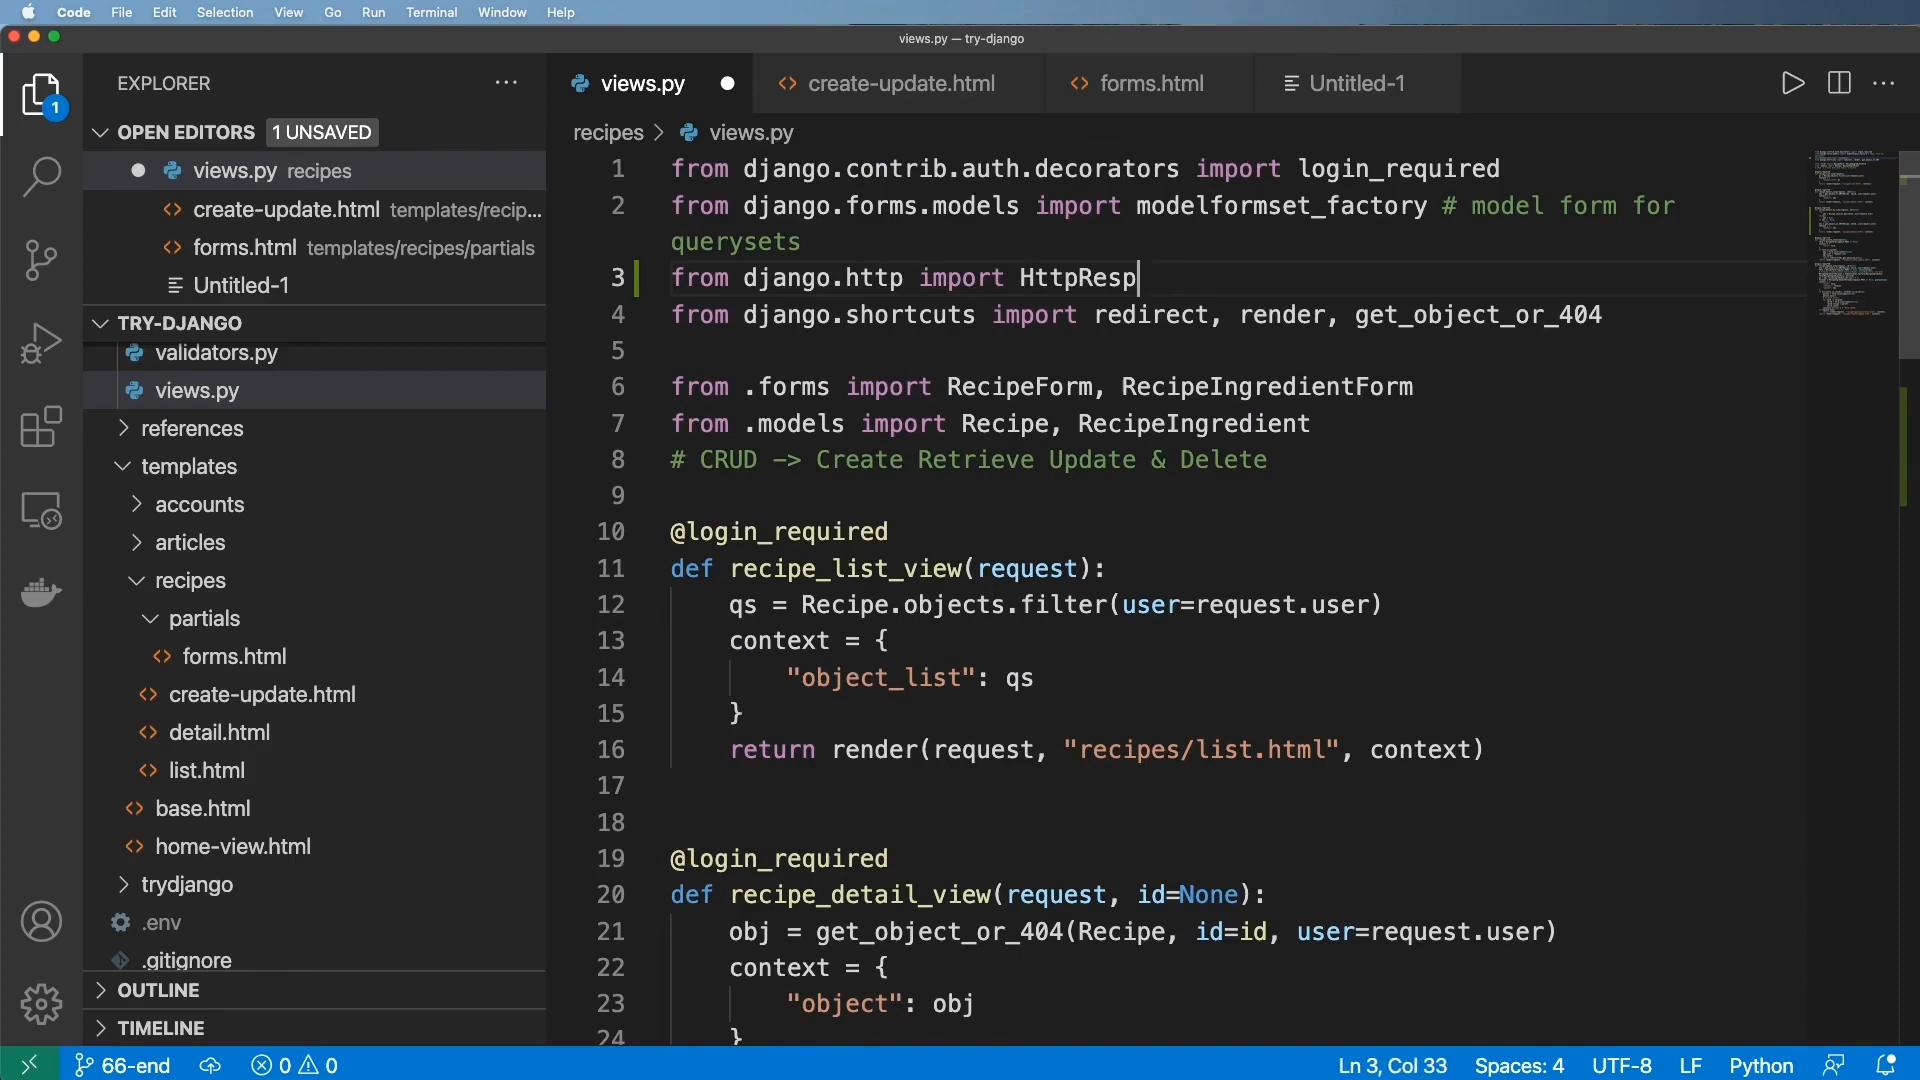 Code File Edit Selection View Go Run Terminal Window Help
views.py — try-django
EXPLORER
1
OPEN EDITORS 1 UNSAVED
views.py recipes
create-update.html templates/recip...
forms.html templates/recipes/partials
Untitled-1
TRY-DJANGO
validators.py
views.py
references
templates
accounts
articles
recipes
partials
forms.html
create-update.html
detail.html
list.html
base.html
home-view.html
trydjango
.env
.gitignore
OUTLINE
TIMELINE
views.py create-update.html forms.html Untitled-1
recipes > views.py
1 from django.contrib.auth.decorators import login_required
2 from django.forms.models import modelformset_factory # model form for
querysets
3 from django.http import HttpResp
4 from django.shortcuts import redirect, render, get_object_or_404
5
6 from .forms import RecipeForm, RecipeIngredientForm
7 from .models import Recipe, RecipeIngredient
8 # CRUD -> Create Retrieve Update & Delete
9
10 @login_required
11 def recipe_list_view(request):
12 qs = Recipe.objects.filter(user=request.user)
13 context = {
14 "object_list": qs
15 }
16 return render(request, "recipes/list.html", context)
17
18
19 @login_required
20 def recipe_detail_view(request, id=None):
21 obj = get_object_or_404(Recipe, id=id, user=request.user)
22 context = {
23 "object": obj
24 }
66-end 0 0 Ln 3, Col 33 Spaces: 4 UTF-8 LF Python